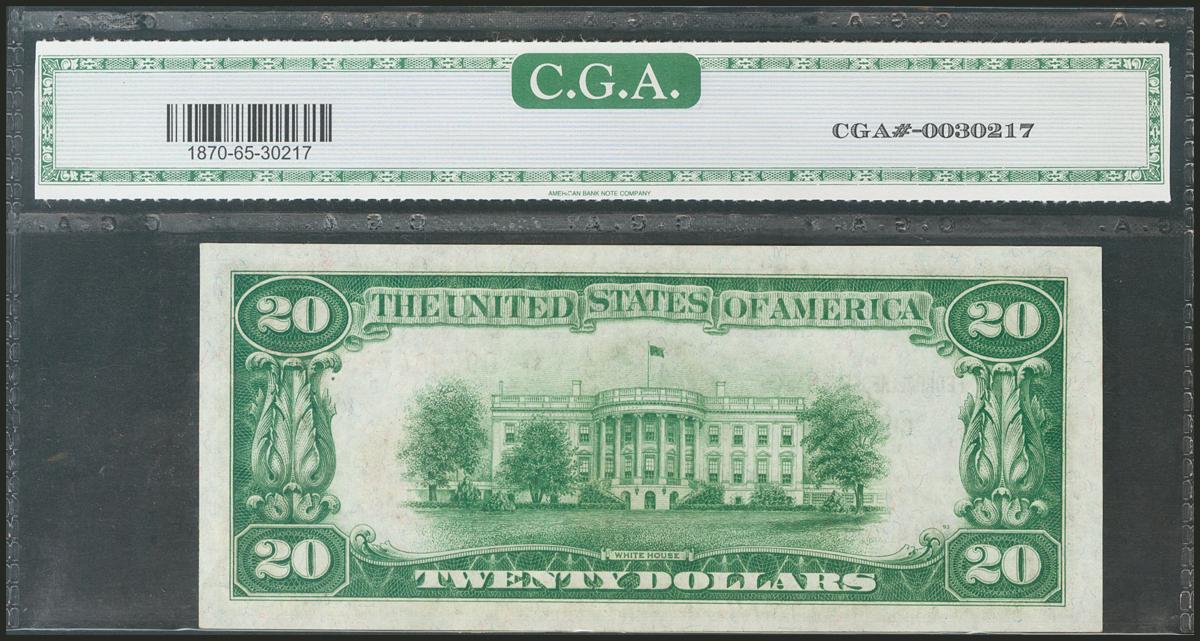 C.G.A.
1870-65-30217
CGA#-0030217
AMERICAN BANK NOTE COMPANY
20 THE UNITED STATES OF AMERICA 20
WHITE HOUSE
20 TWENTY DOLLARS 20